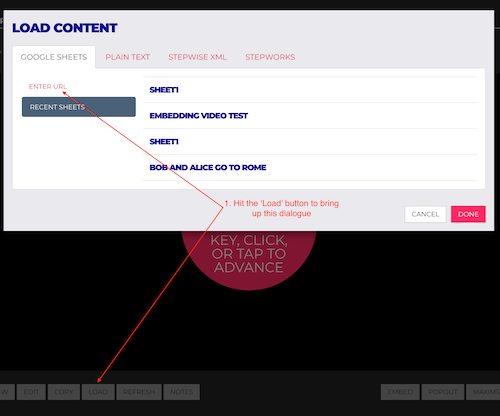 LOAD CONTENT
GOOGLE SHEETS PLAIN TEXT STEPWISE XML STEPWORKS
ENTER URL
RECENT SHEETS
SHEET1
EMBEDDING VIDEO TEST
SHEET1
BOB AND ALICE GO TO ROME
1. Hit the 'Load' button to bring
up this dialogue
CANCEL DONE
KEY, CLICK,
OR TAP TO
ADVANCE
EDIT COPY LOAD REFRESH NOTES EMBED POPOUT